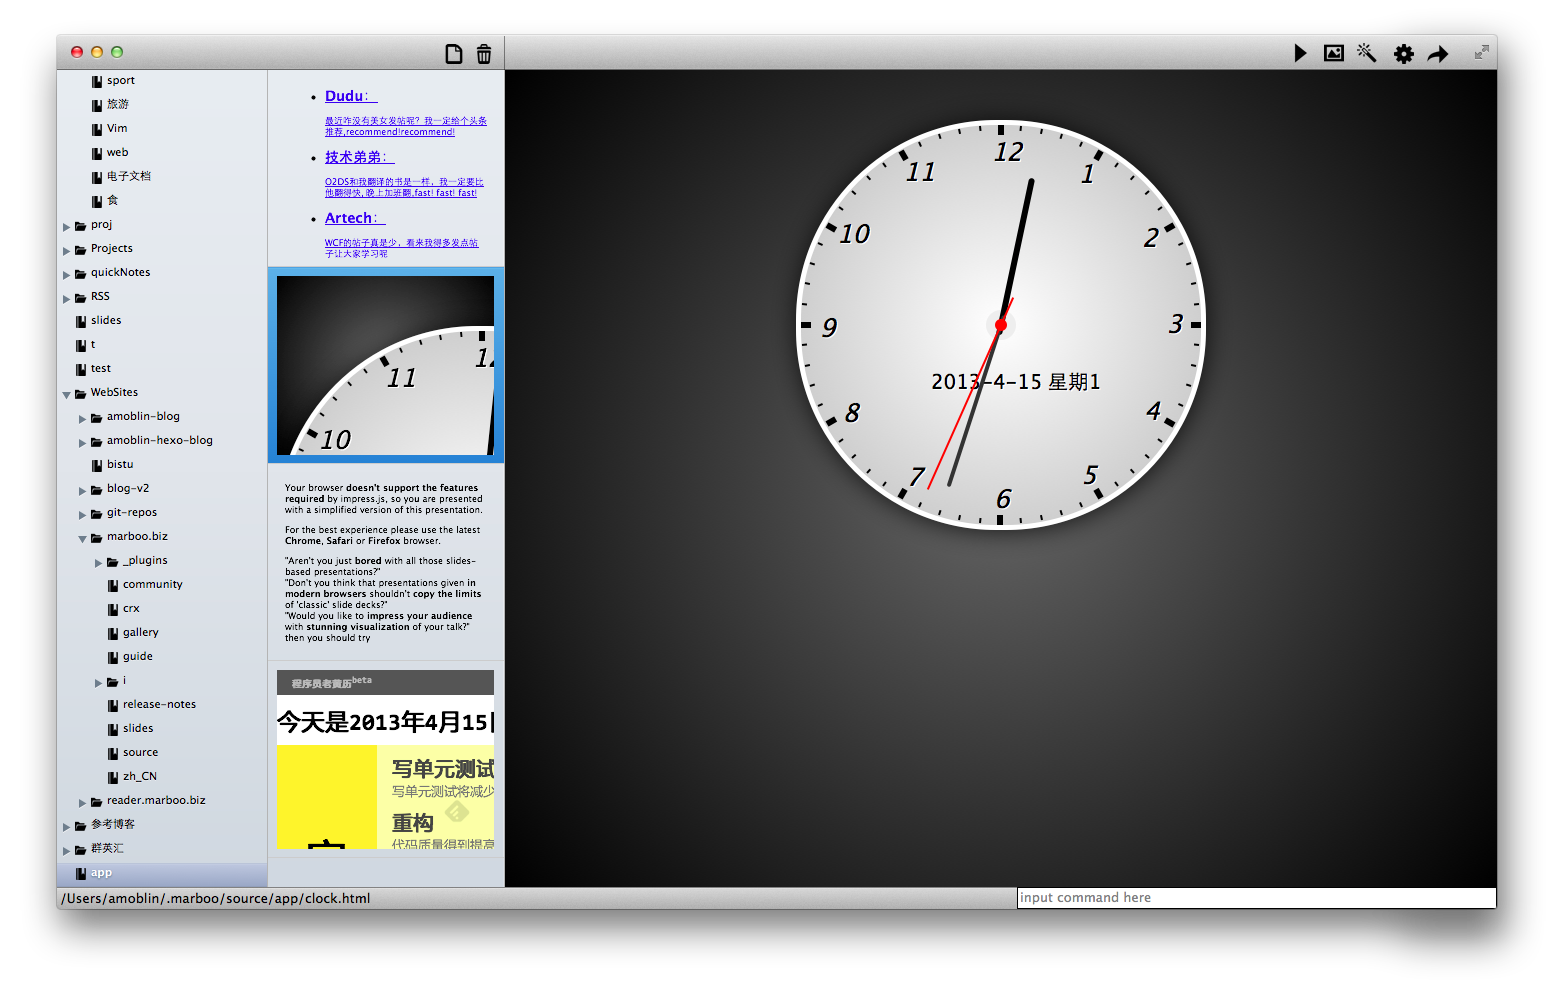 sport
旅游
Vim
web
电子文档
食
proj
Projects
quickNotes
RSS
slides
t
test
WebSites
amoblin-blog
amoblin-hexo-blog
bistu
blog-v2
git-repos
marboo.biz
_plugins
community
crx
gallery
guide
i
release-notes
slides
source
zh_CN
reader.marboo.biz
参考博客
群英汇
app
Dudu：
最近咋没有美女发帖呢？我一定给个头条
推荐,recommend!recommend!
技术弟弟：
O2DS和我翻译的书是一样，我一定要比
他翻得快, 晚上加班翻,fast! fast! fast!
Artech：
WCF的帖子真是少，看来我得多发点帖
子让大家学习呢
11
12
10
Your browser doesn't support the features
required by impress.js, so you are presented
with a simplified version of this presentation.
For the best experience please use the latest
Chrome, Safari or Firefox browser.
"Aren't you just bored with all those slides-
based presentations?"
"Don't you think that presentations given in
modern browsers shouldn't copy the limits
of 'classic' slide decks?"
"Would you like to impress your audience
with stunning visualization of your talk?"
then you should try
程序员老黄历beta
今天是2013年4月15日
写单元测试
写单元测试将减少
重构
代码质量得到提高
12
1
2
3
4
5
6
7
8
9
10
11
2013-4-15 星期1
/Users/amoblin/.marboo/source/app/clock.html
input command here